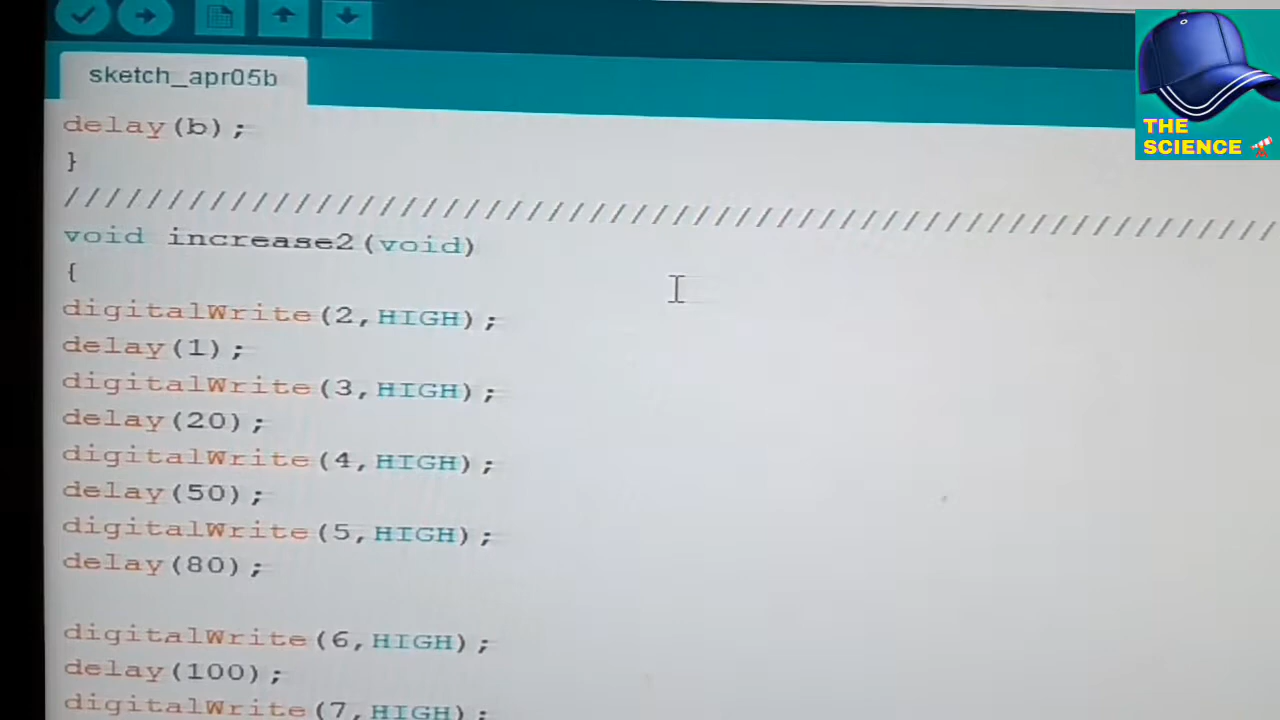 sketch_apr05b
THE
SCIENCE
delay(b);
}
//////////////////////////////////////////////////////////
void increase2(void)
{
digitalWrite(2,HIGH);
delay(1);
digitalWrite(3,HIGH);
delay(20);
digitalWrite(4,HIGH);
delay(50);
digitalWrite(5,HIGH);
delay(80);
digitalWrite(6,HIGH);
delay(100);
digitalWrite(7,HIGH);